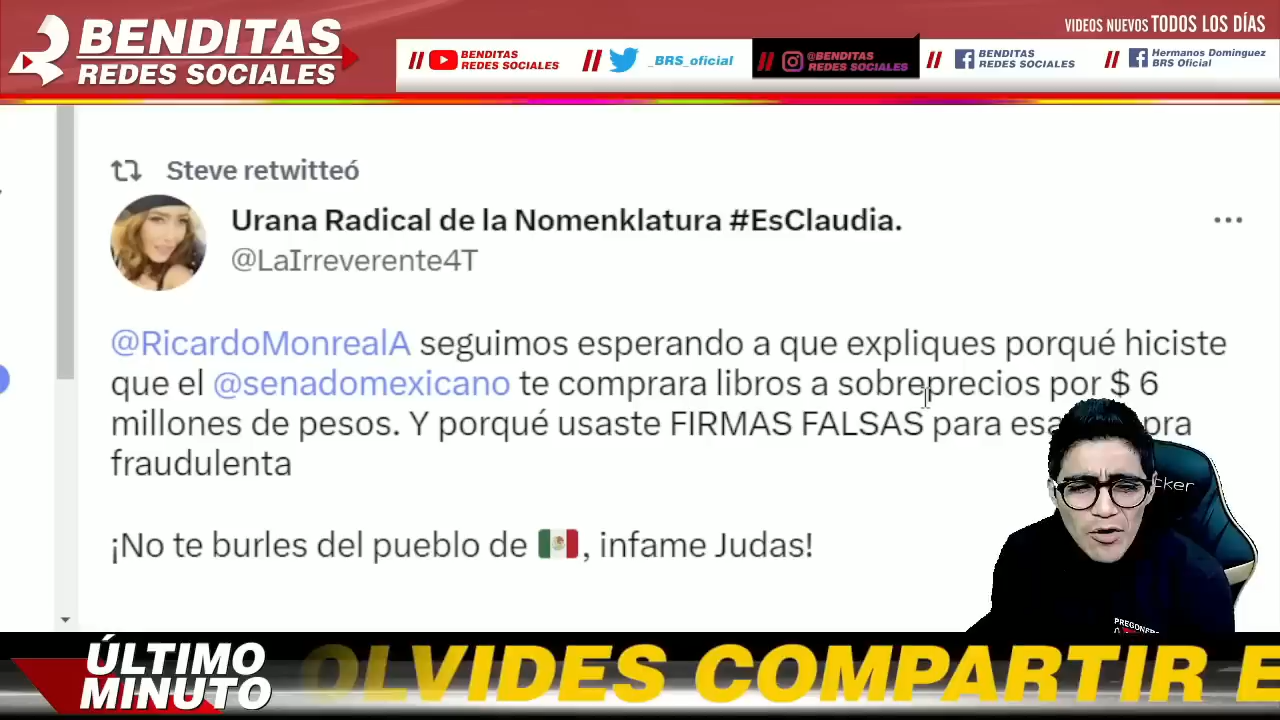 BENDITAS
REDES SOCIALES
VIDEOS NUEVOS TODOS LOS DÍAS
// BENDITAS
REDES SOCIALES
// _BRS_oficial
// @BENDITAS
REDES SOCIALES
// BENDITAS
REDES SOCIALES
// Hermanos Dominguez
BRS Oficial
Steve retwitteó
Urana Radical de la Nomenklatura #EsClaudia.
@LaIrreverente4T
@RicardoMonrealA seguimos esperando a que expliques porqué hiciste
que el @senadomexicano te comprara libros a sobreprecios por $ 6
millones de pesos. Y porqué usaste FIRMAS FALSAS para esa
fraudulenta
¡No te burles del pueblo de 🇲🇽, infame Judas!
PREGONERO
ÚLTIMO
MINUTO
OLVIDES COMPARTIR E